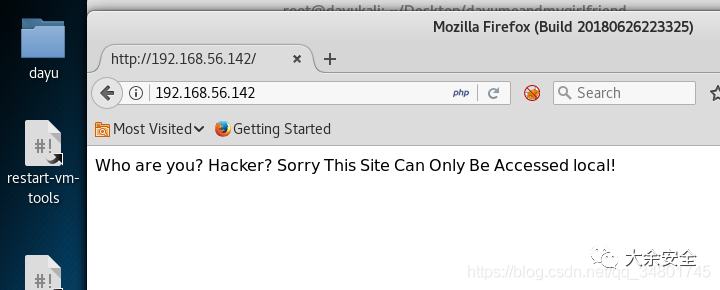 root@dayukali: ~/Desktop/dayumeandmygirlfriend
Mozilla Firefox (Build 20180626223325)
http://192.168.56.142/
192.168.56.142
php
Search
Most Visited
Getting Started
Who are you? Hacker? Sorry This Site Can Only Be Accessed local!
dayu
#!
restart-vm-
tools
#!
大余安全
https://blog.csdn.net/qq_34801745